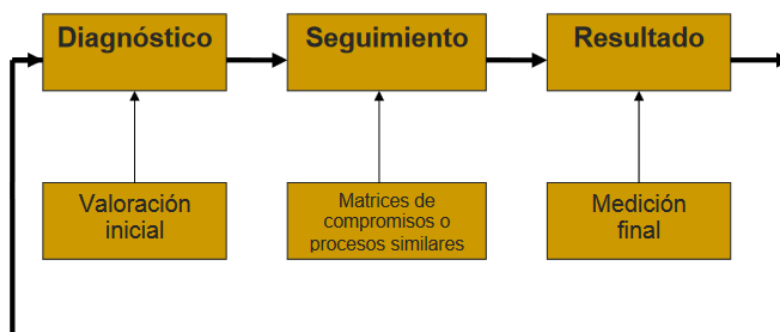 Diagnóstico
Seguimiento
Resultado
Valoración
inicial
Matrices de
compromisos o
procesos similares
Medición
final